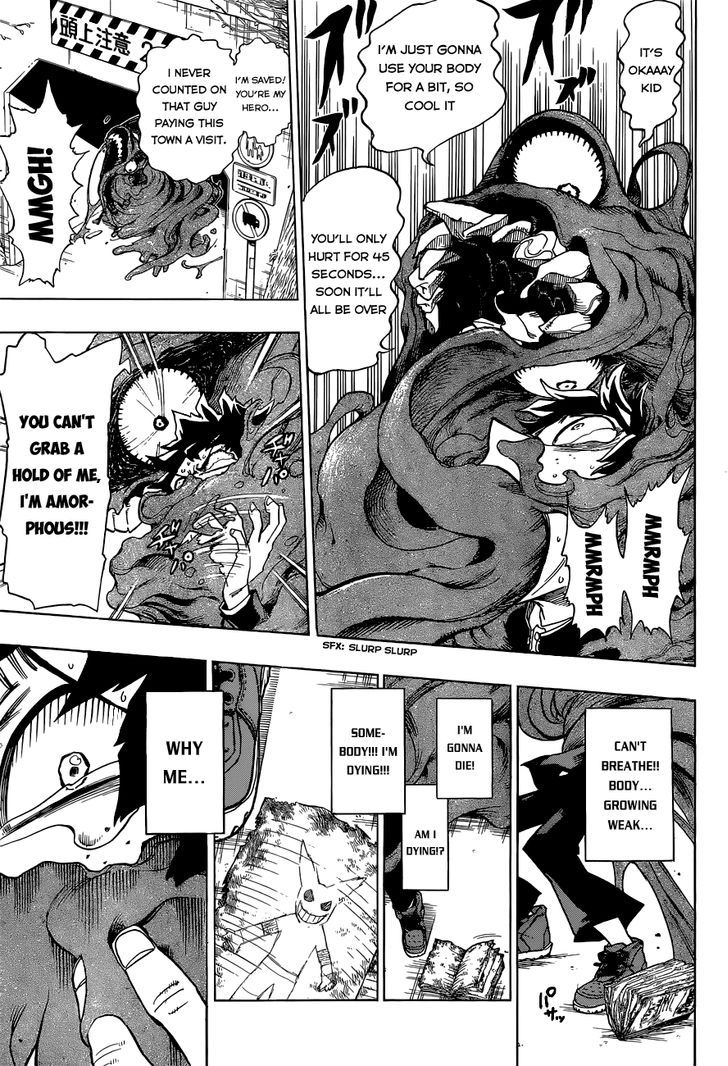 IT'S
OKAAAY
KID
I'M JUST GONNA
USE YOUR BODY
FOR A BIT, SO
COOL IT
YOU'LL ONLY
HURT FOR 45
SECONDS...
SOON IT'LL
ALL BE OVER
MMRMPH
MMRMPH
SFX: SLURP SLURP
頭上注意
I'M SAVED!
YOU'RE MY
HERO...
I NEVER
COUNTED ON
THAT GUY
PAYING THIS
TOWN A VISIT.
MMGH!
YOU CAN'T
GRAB A
HOLD OF ME,
I'M AMOR-
PHOUS!!!
CAN'T
BREATHE!!
BODY...
GROWING
WEAK...
I'M
GONNA
DIE!
AM I
DYING!?
SOME-
BODY!!! I'M
DYING!!!
WHY
ME...